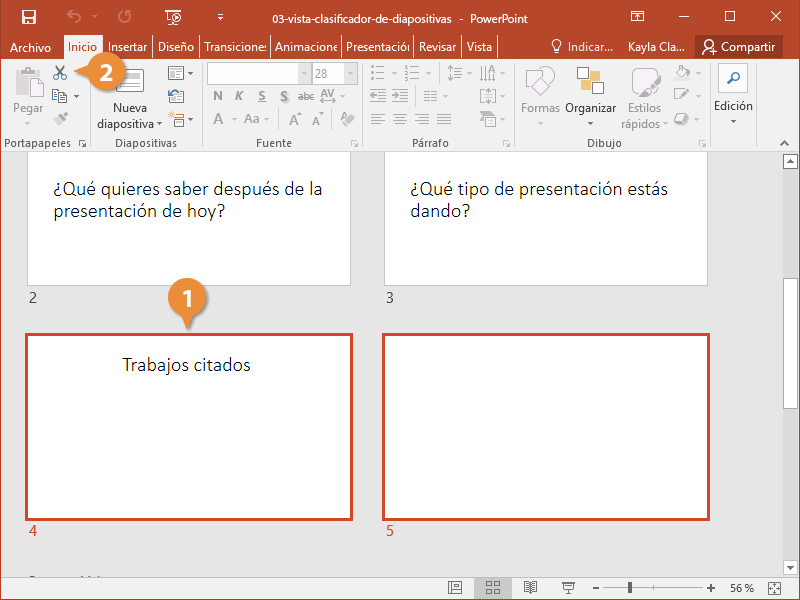 03-vista-clasificador-de-diapositivas - PowerPoint
Archivo Inicio Insertar Diseño Transiciones Animacione Presentació Revisar Vista Indicar... Kayla Cla... Compartir
2
28
Pegar
Nueva
diapositiva
N K S S abc AV
A Aa A A
Formas Organizar Estilos
rápidos
Edición
Portapapeles Diapositivas Fuente Párrafo Dibujo
¿Qué quieres saber después de la
presentación de hoy?
2
¿Qué tipo de presentación estás
dando?
3
1
Trabajos citados
4
5
56 %